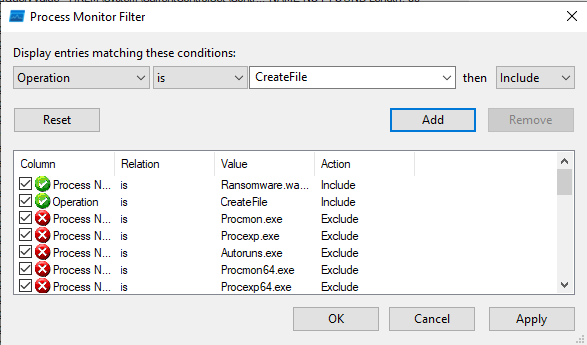 Process Monitor Filter
Display entries matching these conditions:
Operation is CreateFile then Include
Reset Add Remove
Column Relation Value Action
Process N... is Ransomware.wa... Include
Operation is CreateFile Include
Process N... is Procmon.exe Exclude
Process N... is Procexp.exe Exclude
Process N... is Autoruns.exe Exclude
Process N... is Procmon64.exe Exclude
Process N... is Procexp64.exe Exclude
OK Cancel Apply